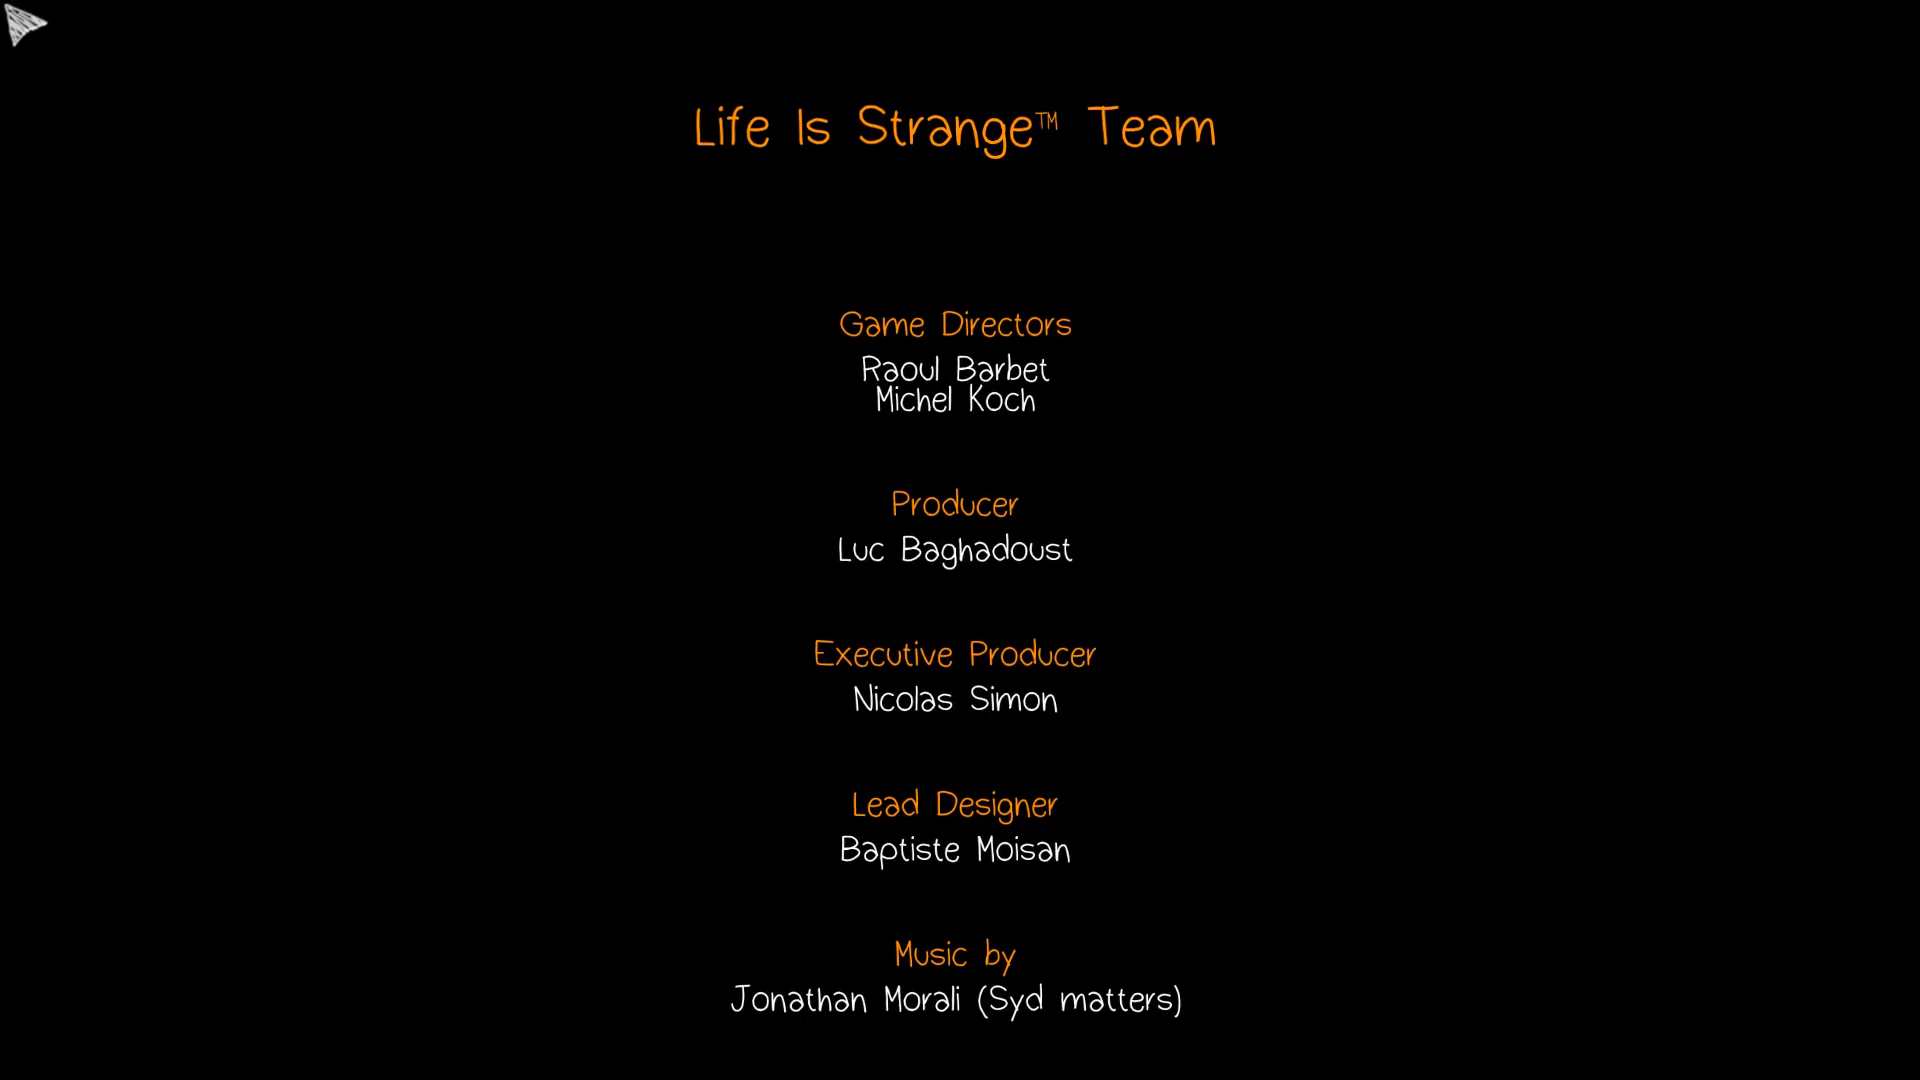 Life Is Strange™ Team
Game Directors
Raoul Barbet
Michel Koch
Producer
Luc Baghadoust
Executive Producer
Nicolas Simon
Lead Designer
Baptiste Moisan
Music by
Jonathan Morali (Syd matters)